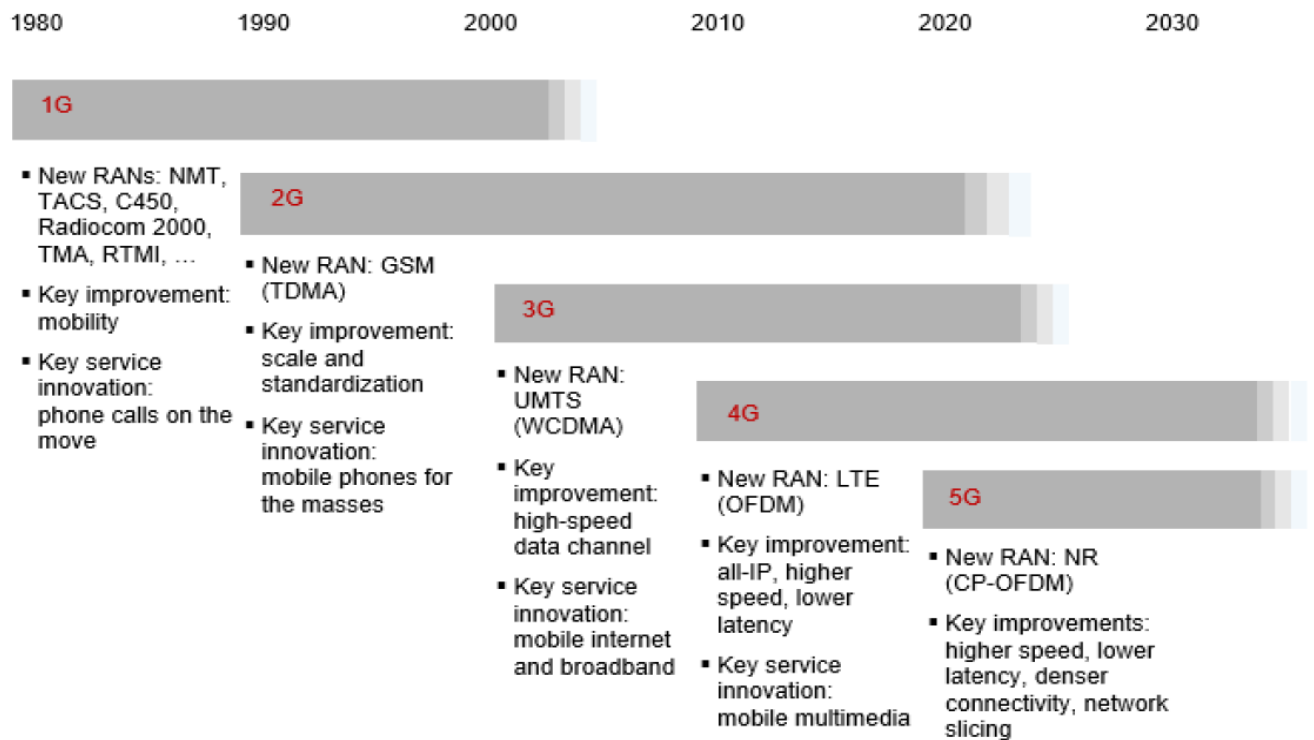 1980 1990 2000 2010 2020 2030
1G
▪ New RANs: NMT,
TACS, C450,
Radiocom 2000,
TMA, RTMI, …
▪ Key improvement:
mobility
▪ Key service
innovation:
phone calls on the
move
2G
▪ New RAN: GSM
(TDMA)
▪ Key improvement:
scale and
standardization
▪ Key service
innovation:
mobile phones for
the masses
3G
▪ New RAN:
UMTS
(WCDMA)
▪ Key
improvement:
high-speed
data channel
▪ Key service
innovation:
mobile internet
and broadband
4G
▪ New RAN: LTE
(OFDM)
▪ Key improvement:
all-IP, higher
speed, lower
latency
▪ Key service
innovation:
mobile multimedia
5G
▪ New RAN: NR
(CP-OFDM)
▪ Key improvements:
higher speed, lower
latency, denser
connectivity, network
slicing